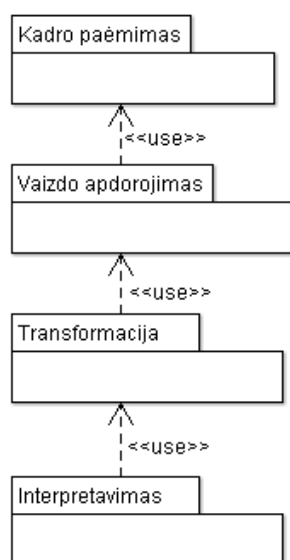 Kadro paėmimas
<<use>>
Vaizdo apdorojimas
<<use>>
Transformacija
<<use>>
Interpretavimas